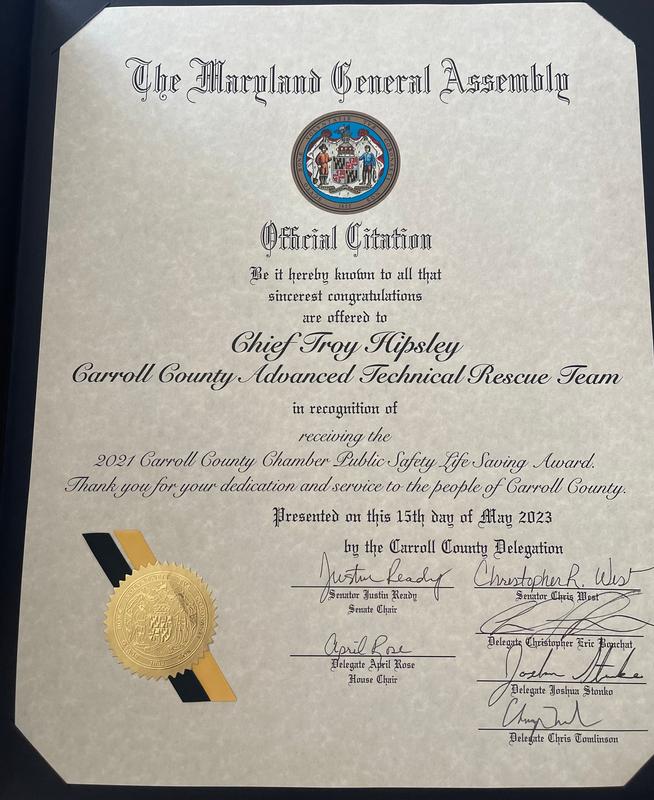 The Maryland General Assembly
Official Citation
Be it hereby known to all that
sincerest congratulations
are offered to
Chief Troy Hipsley
Carroll County Advanced Technical Rescue Team
in recognition of
receiving the
2021 Carroll County Chamber Public Safety Life Saving Award.
Thank you for your dedication and service to the people of Carroll County.
Presented on this 15th day of May 2023
by the Carroll County Delegation
Justin Ready
Senator Justin Ready
Senate Chair
Christopher R. West
Senator Chris West
Delegate Christopher Eric Bouchat
April Rose
Delegate April Rose
House Chair
Delegate Joshua Stonko
Delegate Chris Tomlinson